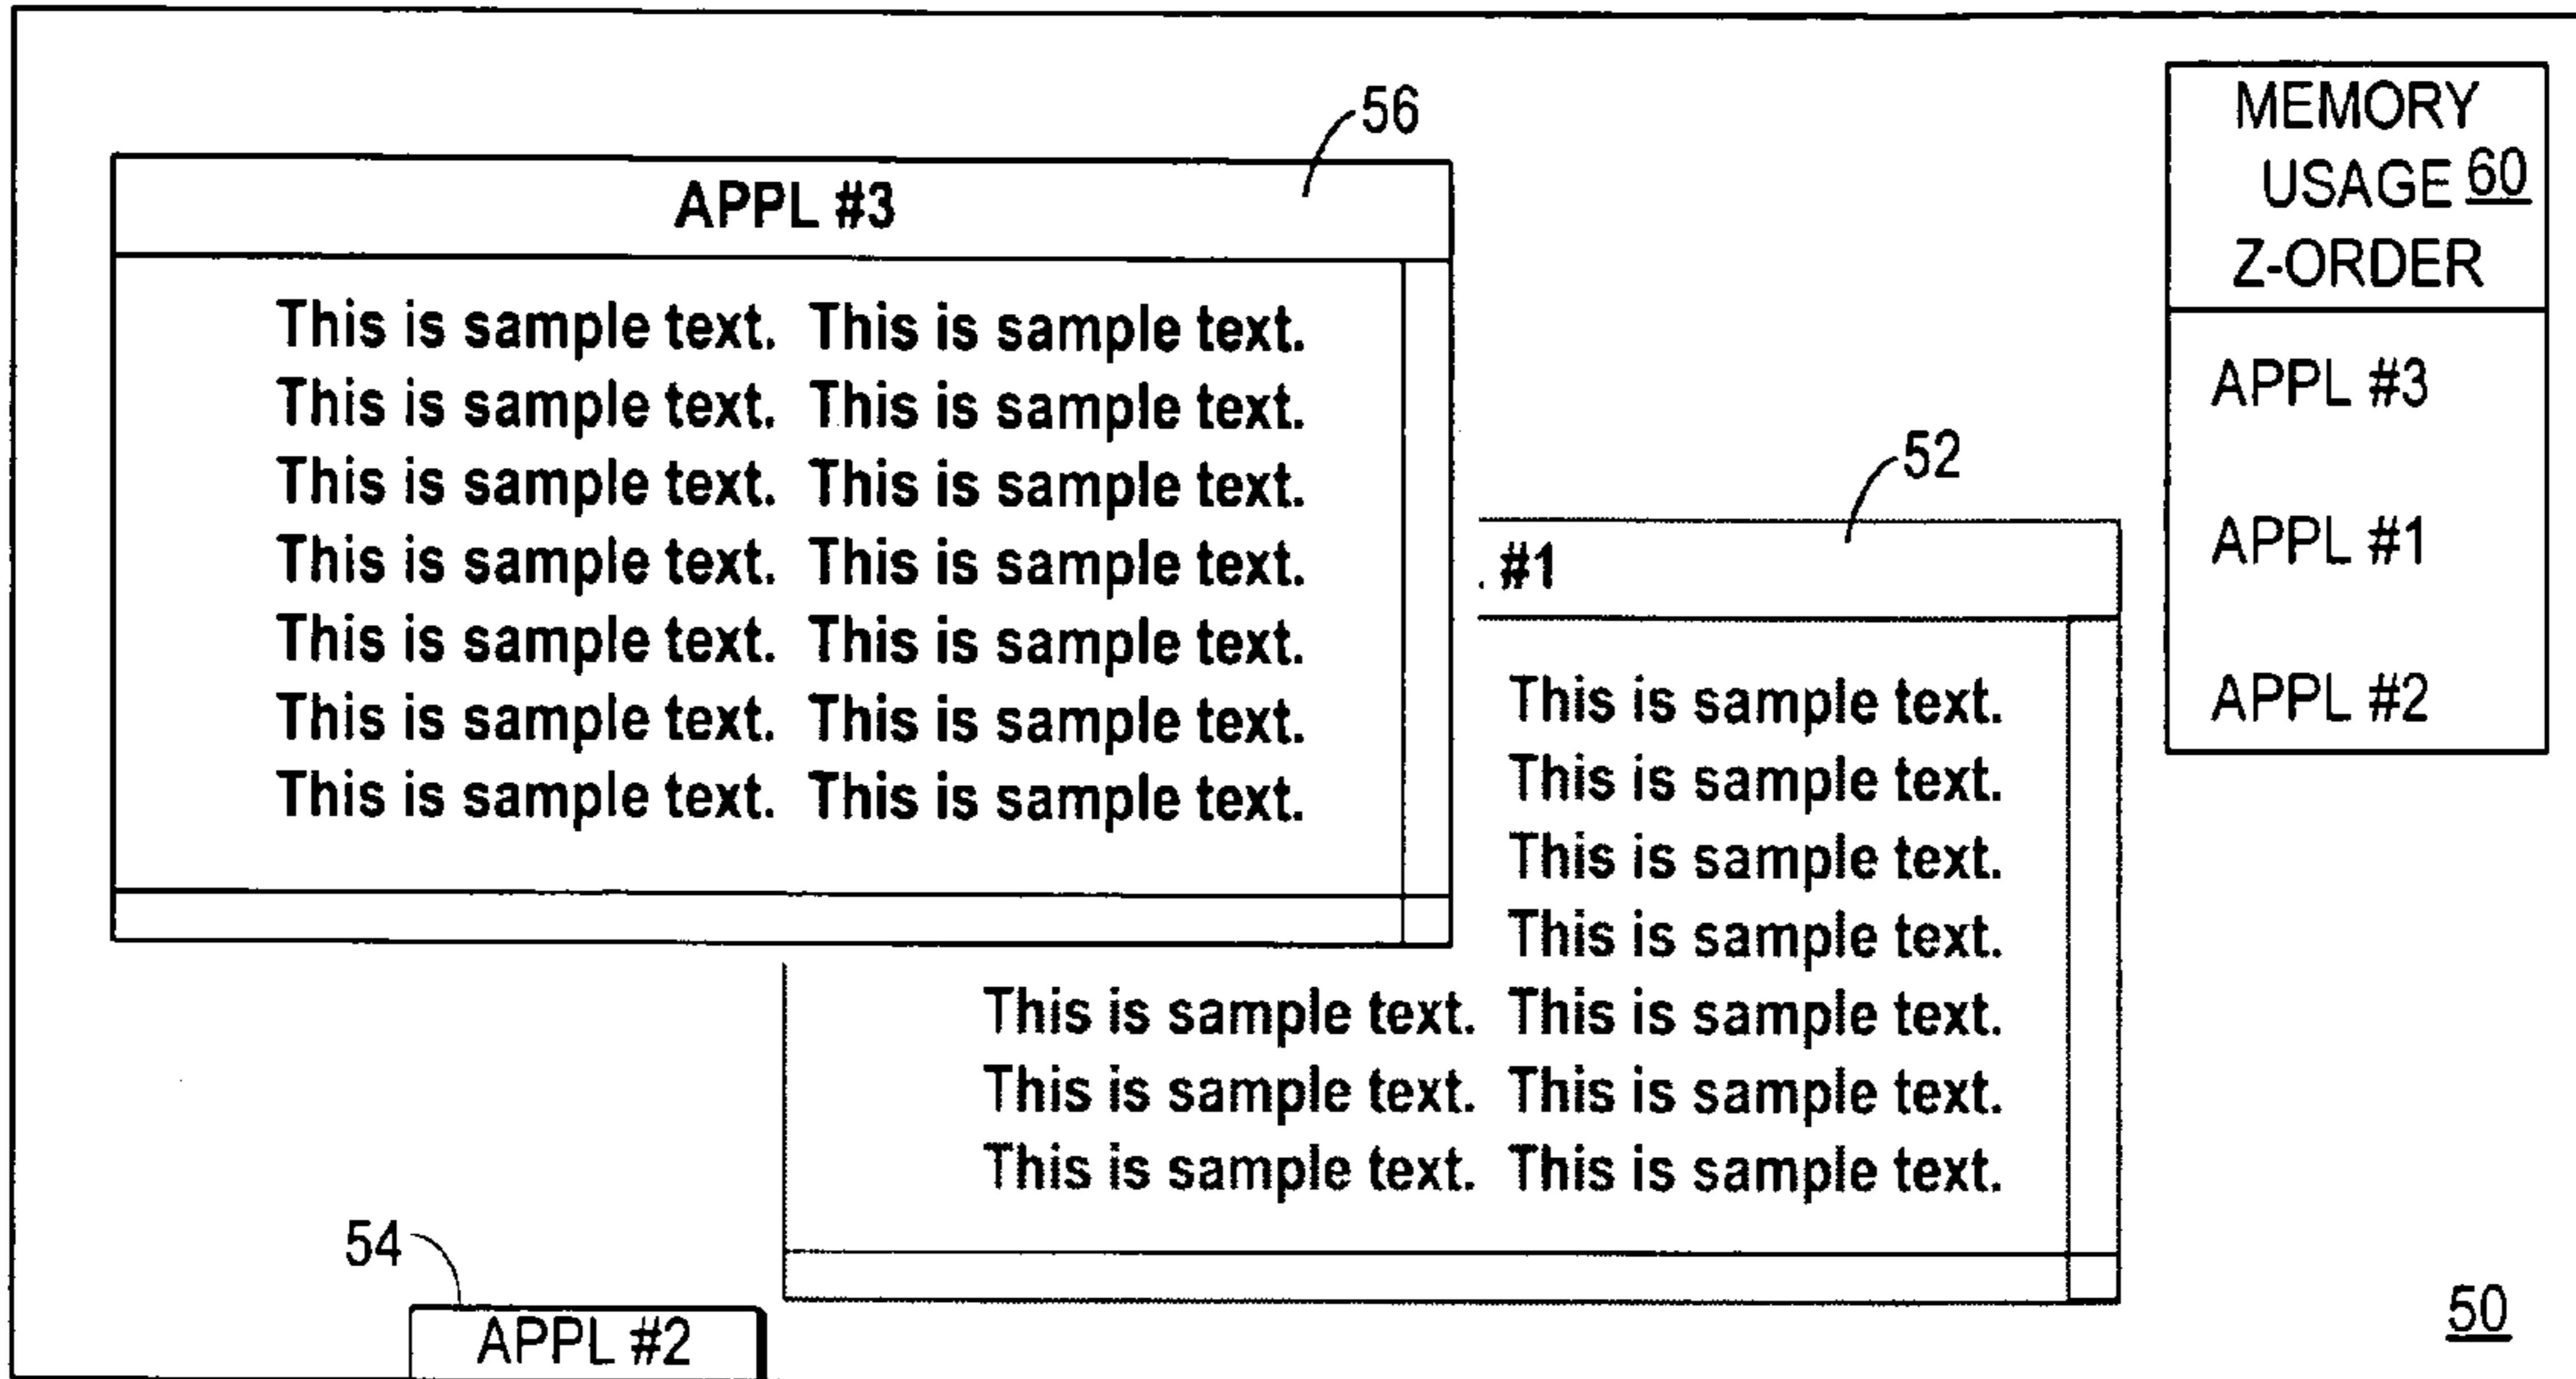 56
APPL #3
This is sample text. This is sample text.
This is sample text. This is sample text.
This is sample text. This is sample text.
This is sample text. This is sample text.
This is sample text. This is sample text.
This is sample text. This is sample text.
This is sample text. This is sample text.
52
. #1
This is sample text.
This is sample text.
This is sample text.
This is sample text.
This is sample text. This is sample text.
This is sample text. This is sample text.
This is sample text. This is sample text.
MEMORY
USAGE 60
Z-ORDER
APPL #3
APPL #1
APPL #2
54
APPL #2
50